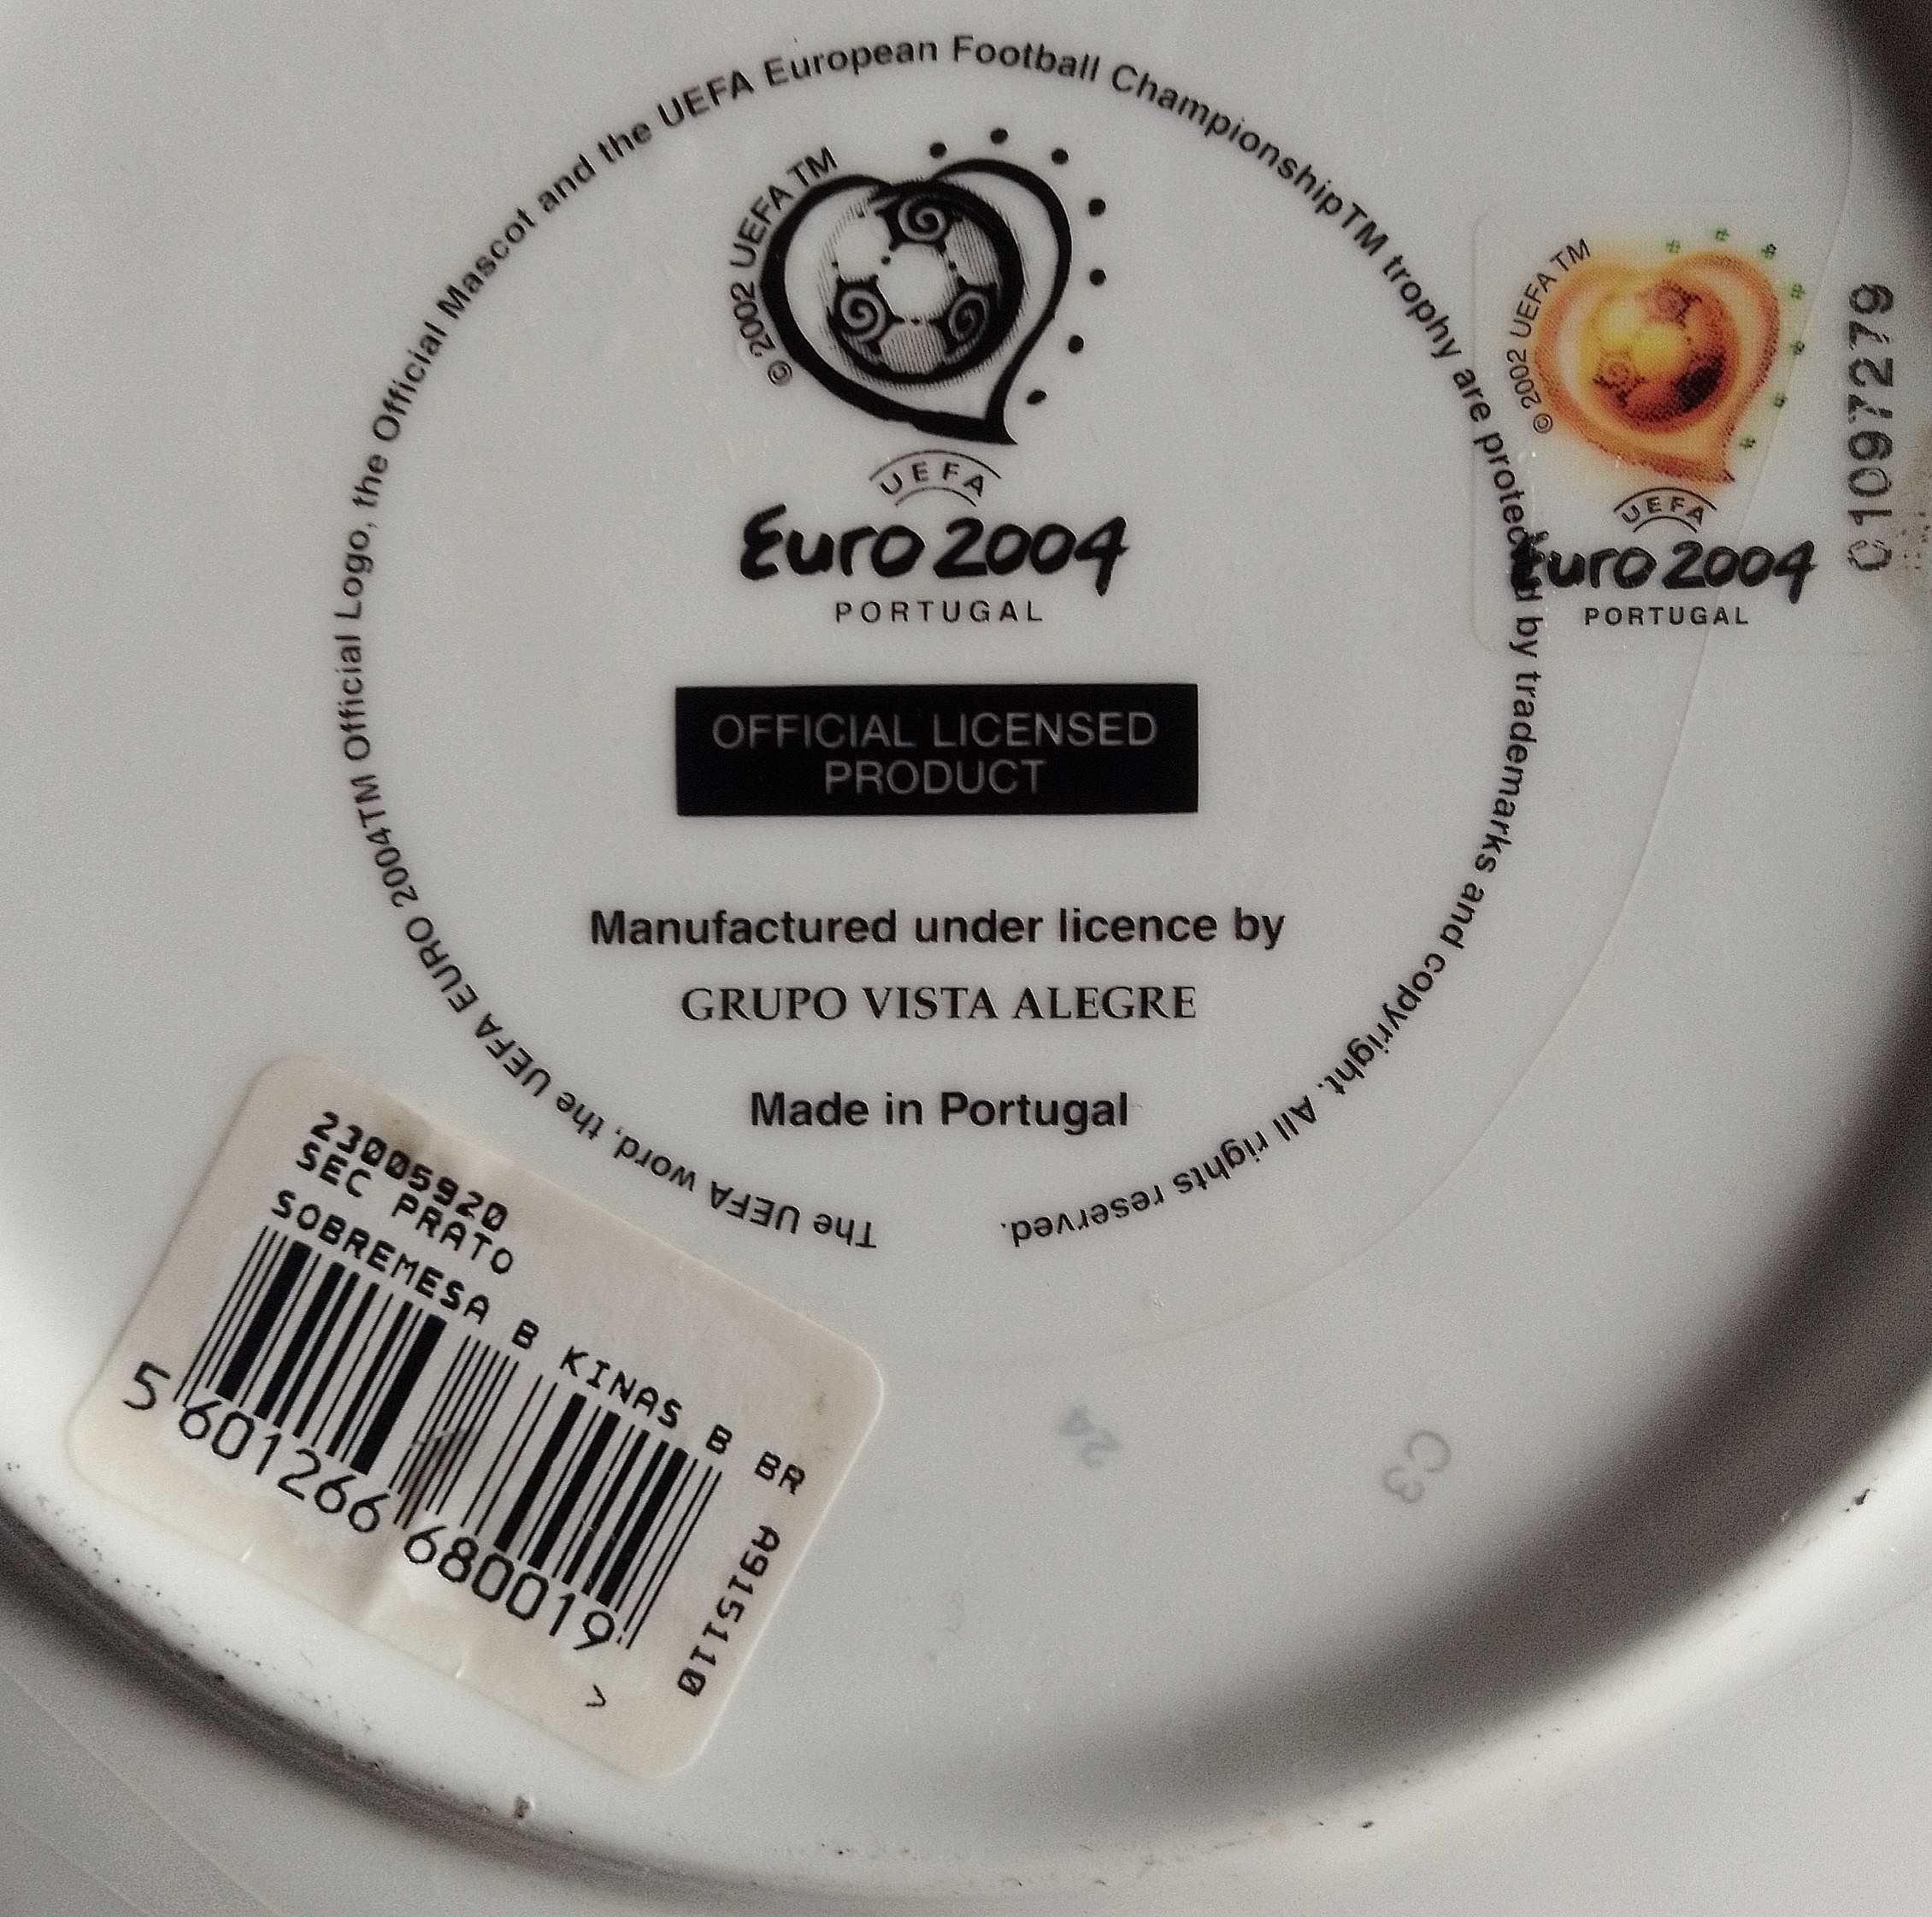 The UEFA word, the UEFA EURO 2004TM Official Logo, the Official Mascot and the UEFA European Football ChampionshipTM trophy are protected by trademarks and copyright. All rights reserved.
© 2002 UEFA TM
UEFA
Euro 2004
PORTUGAL
OFFICIAL LICENSED
PRODUCT
Manufactured under licence by
GRUPO VISTA ALEGRE
Made in Portugal
© 2002 UEFA TM
UEFA
Euro 2004
PORTUGAL
01097279
23005920
SEC PRATO
SOBREMESA B KINAS B BR
5 601266 680019 >
A915110
24
C3